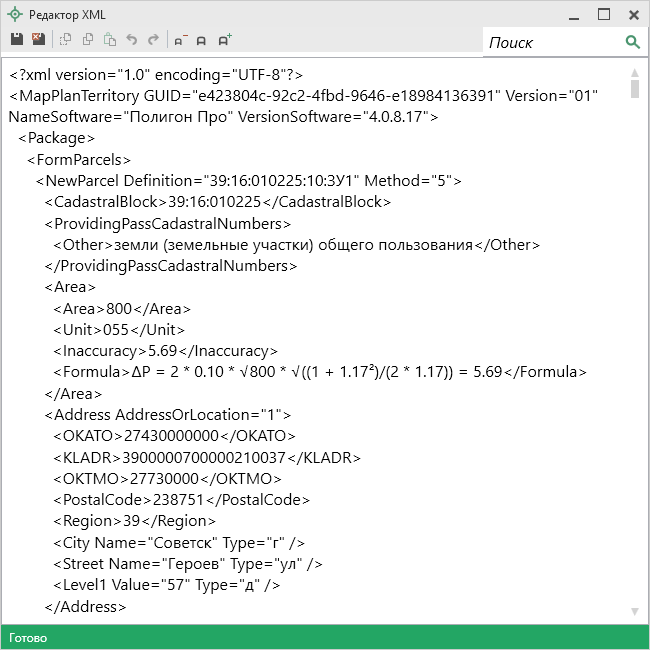 Редактор XML
Поиск
<?xml version="1.0" encoding="UTF-8"?>
<MapPlanTerritory GUID="e423804c-92c2-4fbd-9646-e18984136391" Version="01"
NameSoftware="Полигон Про" VersionSoftware="4.0.8.17">
<Package>
<FormParcels>
<NewParcel Definition="39:16:010225:10:ЗУ1" Method="5">
<CadastralBlock>39:16:010225</CadastralBlock>
<ProvidingPassCadastralNumbers>
<Other>земли (земельные участки) общего пользования</Other>
</ProvidingPassCadastralNumbers>
<Area>
<Area>800</Area>
<Unit>055</Unit>
<Inaccuracy>5.69</Inaccuracy>
<Formula>ΔP = 2 * 0.10 * √800 * √((1 + 1.17²)/(2 * 1.17)) = 5.69</Formula>
</Area>
<Address AddressOrLocation="1">
<OKATO>27430000000</OKATO>
<KLADR>3900000700000210037</KLADR>
<OKTMO>27730000</OKTMO>
<PostalCode>238751</PostalCode>
<Region>39</Region>
<City Name="Советск" Type="г" />
<Street Name="Героев" Type="ул" />
<Level1 Value="57" Type="д" />
</Address>
Готово